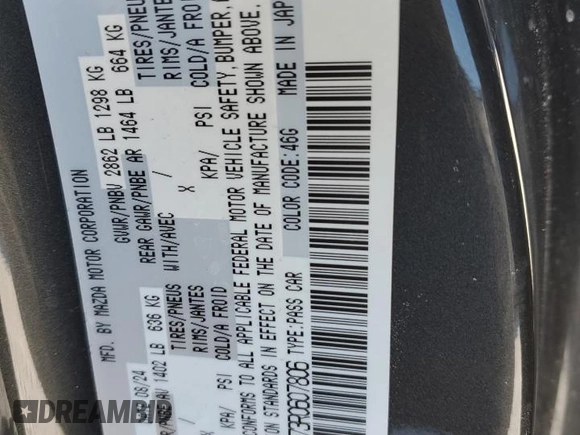 MFD. BY MAZDA MOTOR CORPORATION
08/24 GVWR/PNBV 2862 LB 1298 KG
1402 LB 636 KG REAR GAWR/PNBE AR 1464 LB 664 KG
TIRES/PNEUS WITH/AVEC TIRES/PNEU
RIMS/JANTES X RIMS/JANTES
KPA/ PSI COLD/A FROID KPA/ PSI COLD/A FROID
CONFORMS TO ALL APPLICABLE FEDERAL MOTOR VEHICLE SAFETY, BUMPER,
STANDARDS IN EFFECT ON THE DATE OF MANUFACTURE SHOWN ABOVE.
73R0607806 TYPE:PASS CAR COLOR CODE:46G MADE IN JAP
DREAMBID